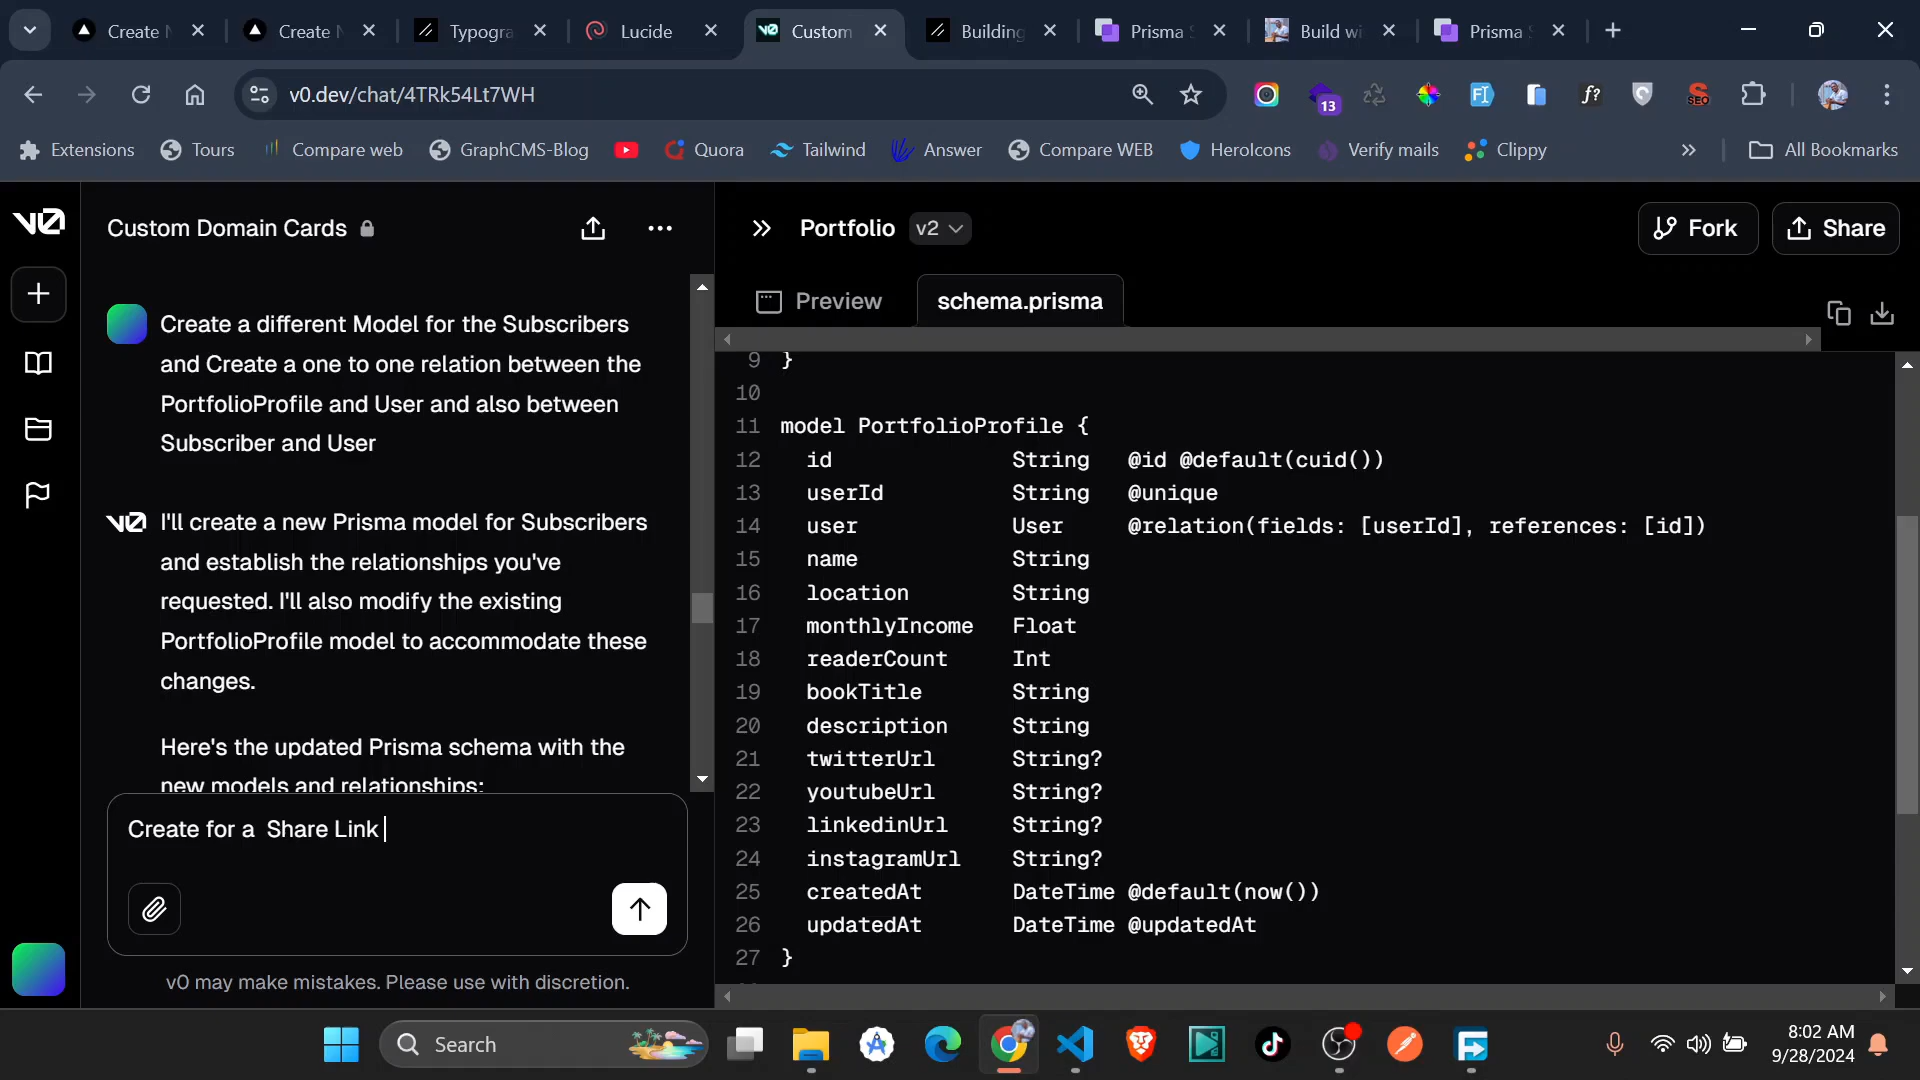 Create N
Create N
Typogra
Lucide
Custom
Building
Prisma S
Build wi
Prisma S
v0.dev/chat/4TRk54Lt7WH
13
f?
SEO
Extensions
Tours
Compare web
GraphCMS-Blog
Quora
Tailwind
Answer
Compare WEB
HeroIcons
Verify mails
Clippy
All Bookmarks
v0
Custom Domain Cards
Portfolio
v2
Fork
Share
Preview
schema.prisma
Create a different Model for the Subscribers
and Create a one to one relation between the
PortfolioProfile and User and also between
Subscriber and User
v0
I'll create a new Prisma model for Subscribers
and establish the relationships you've
requested. I'll also modify the existing
PortfolioProfile model to accommodate these
changes.
Here's the updated Prisma schema with the
new models and relationships:
Create for a  Share Link
v0 may make mistakes. Please use with discretion.
9 }
10
11 model PortfolioProfile {
12 id String @id @default(cuid())
13 userId String @unique
14 user User @relation(fields: [userId], references: [id])
15 name String
16 location String
17 monthlyIncome Float
18 readerCount Int
19 bookTitle String
20 description String
21 twitterUrl String?
22 youtubeUrl String?
23 linkedinUrl String?
24 instagramUrl String?
25 createdAt DateTime @default(now())
26 updatedAt DateTime @updatedAt
27 }
Search
8:02 AM
9/28/2024